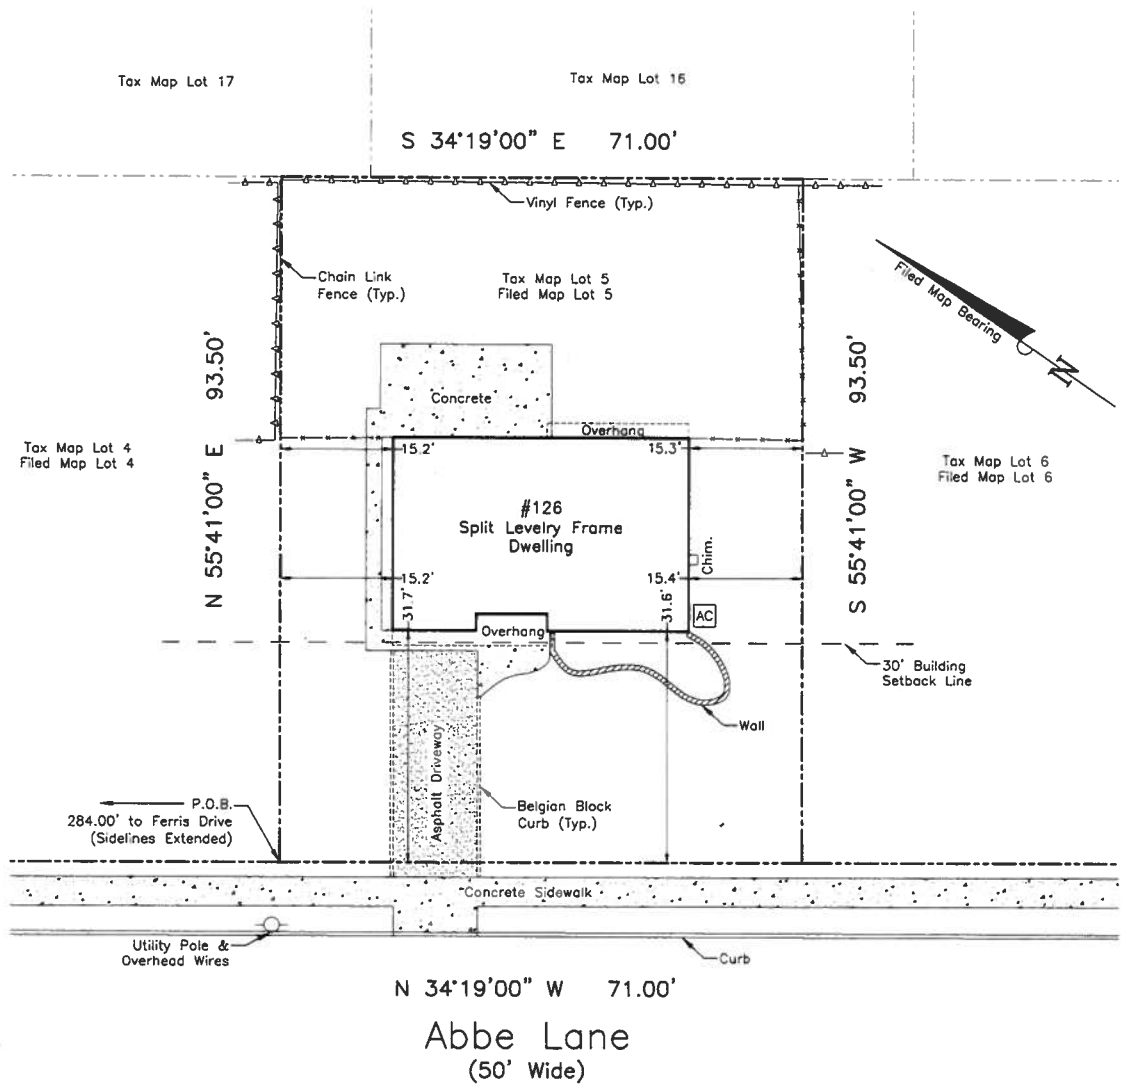 Tax Map Lot 17
Tax Map Lot 16
S 34°19'00" E 71.00'
Vinyl Fence (Typ.)
Chain Link
Fence (Typ.)
Tax Map Lot 5
Filed Map Lot 5
Filed Map Bearing
N
N 55°41'00" E 93.50'
S 55°41'00" W 93.50'
Concrete
Overhang
Tax Map Lot 4
Filed Map Lot 4
15.2'
15.3'
Tax Map Lot 6
Filed Map Lot 6
#126
Split Levelry Frame
Dwelling
Chim.
15.2'
15.4'
31.7'
31.6'
AC
Overhang
30' Building
Setback Line
Wall
Asphalt Driveway
P.O.B.
284.00' to Ferris Drive
(Sidelines Extended)
Belgian Block
Curb (Typ.)
Concrete Sidewalk
Utility Pole &
Overhead Wires
Curb
N 34°19'00" W 71.00'
Abbe Lane
(50' Wide)